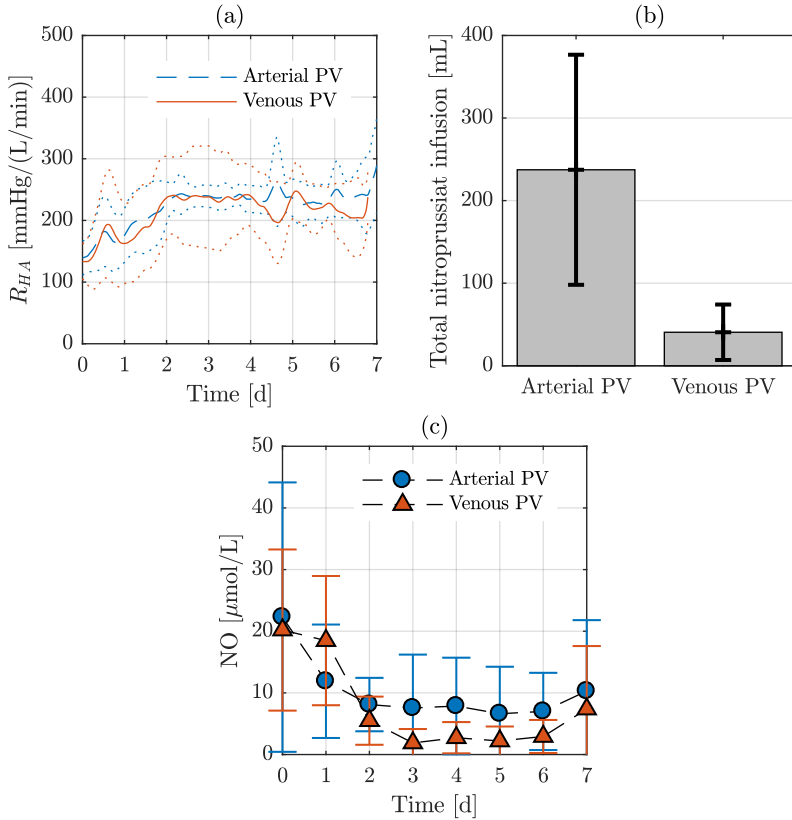 (a)
500
400
300
200
100
0
R_HA [mmHg/(L/min)]
Arterial PV
Venous PV
0 1 2 3 4 5 6 7
Time [d]
(b)
400
300
200
100
0
Total nitroprussiat infusion [mL]
Arterial PV Venous PV
(c)
50
40
30
20
10
0
NO [μmol/L]
Arterial PV
Venous PV
0 1 2 3 4 5 6 7
Time [d]